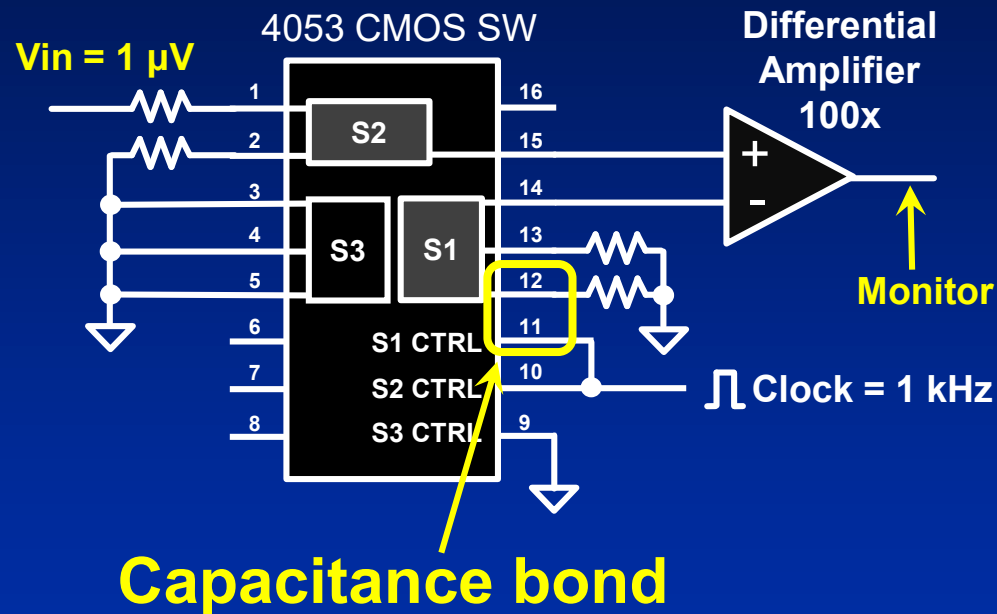 4053 CMOS SW
Differential
Amplifier
100x
Vin = 1 µV
1
16
S2
2
15
+
3
14
-
4
S3
S1
13
5
12
Monitor
6
S1 CTRL
11
7
S2 CTRL
10
Clock = 1 kHz
8
S3 CTRL
9
Capacitance bond